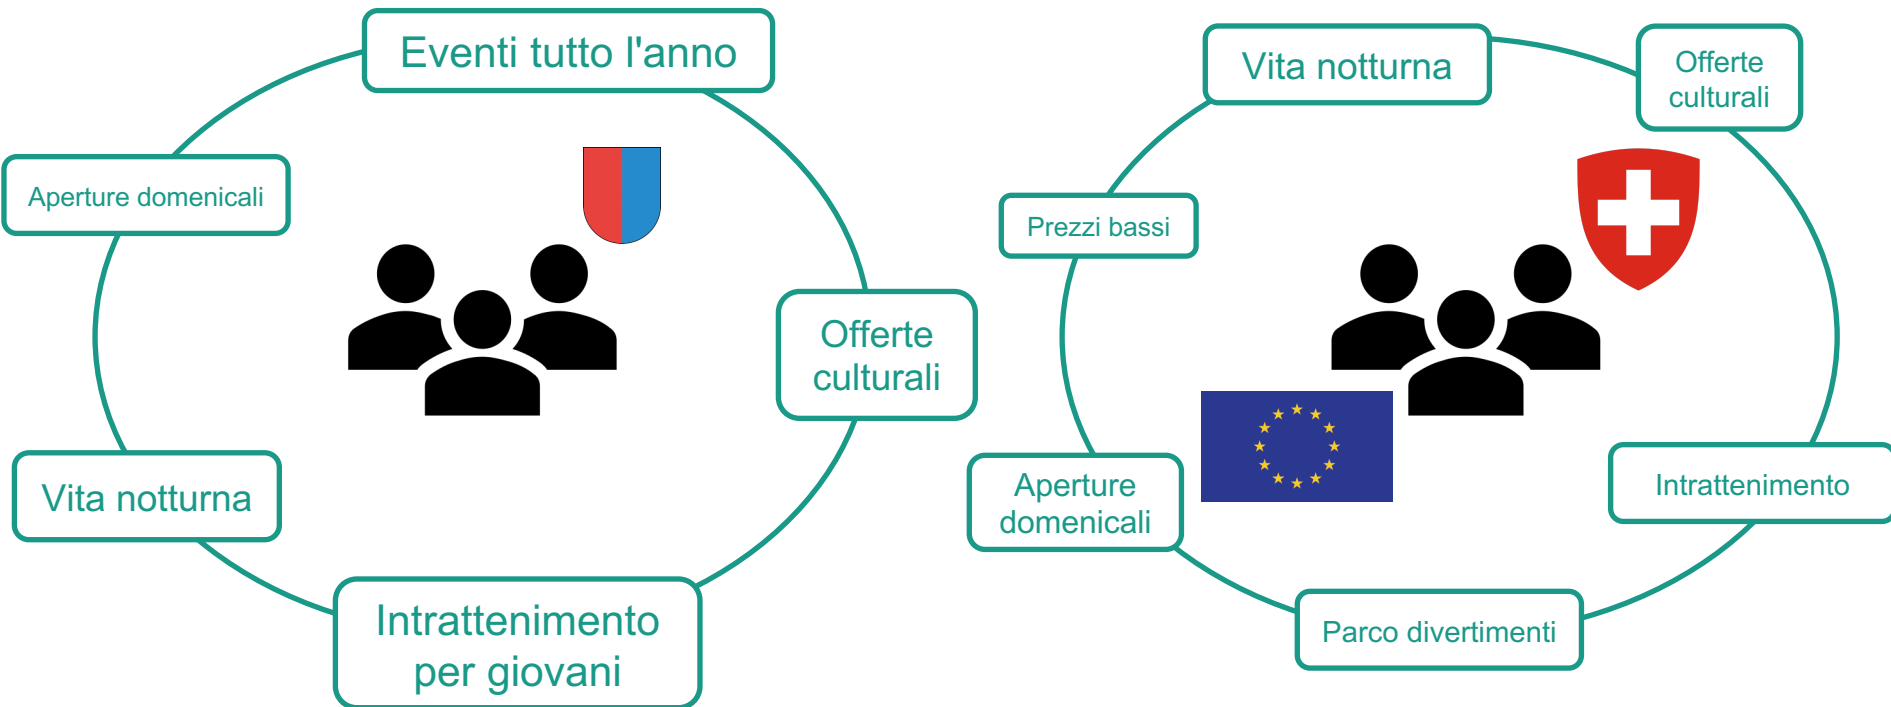 Eventi tutto l'anno
Aperture domenicali
Offerte
culturali
Vita notturna
Intrattenimento
per giovani
Vita notturna
Offerte
culturali
Prezzi bassi
Aperture
domenicali
Intrattenimento
Parco divertimenti